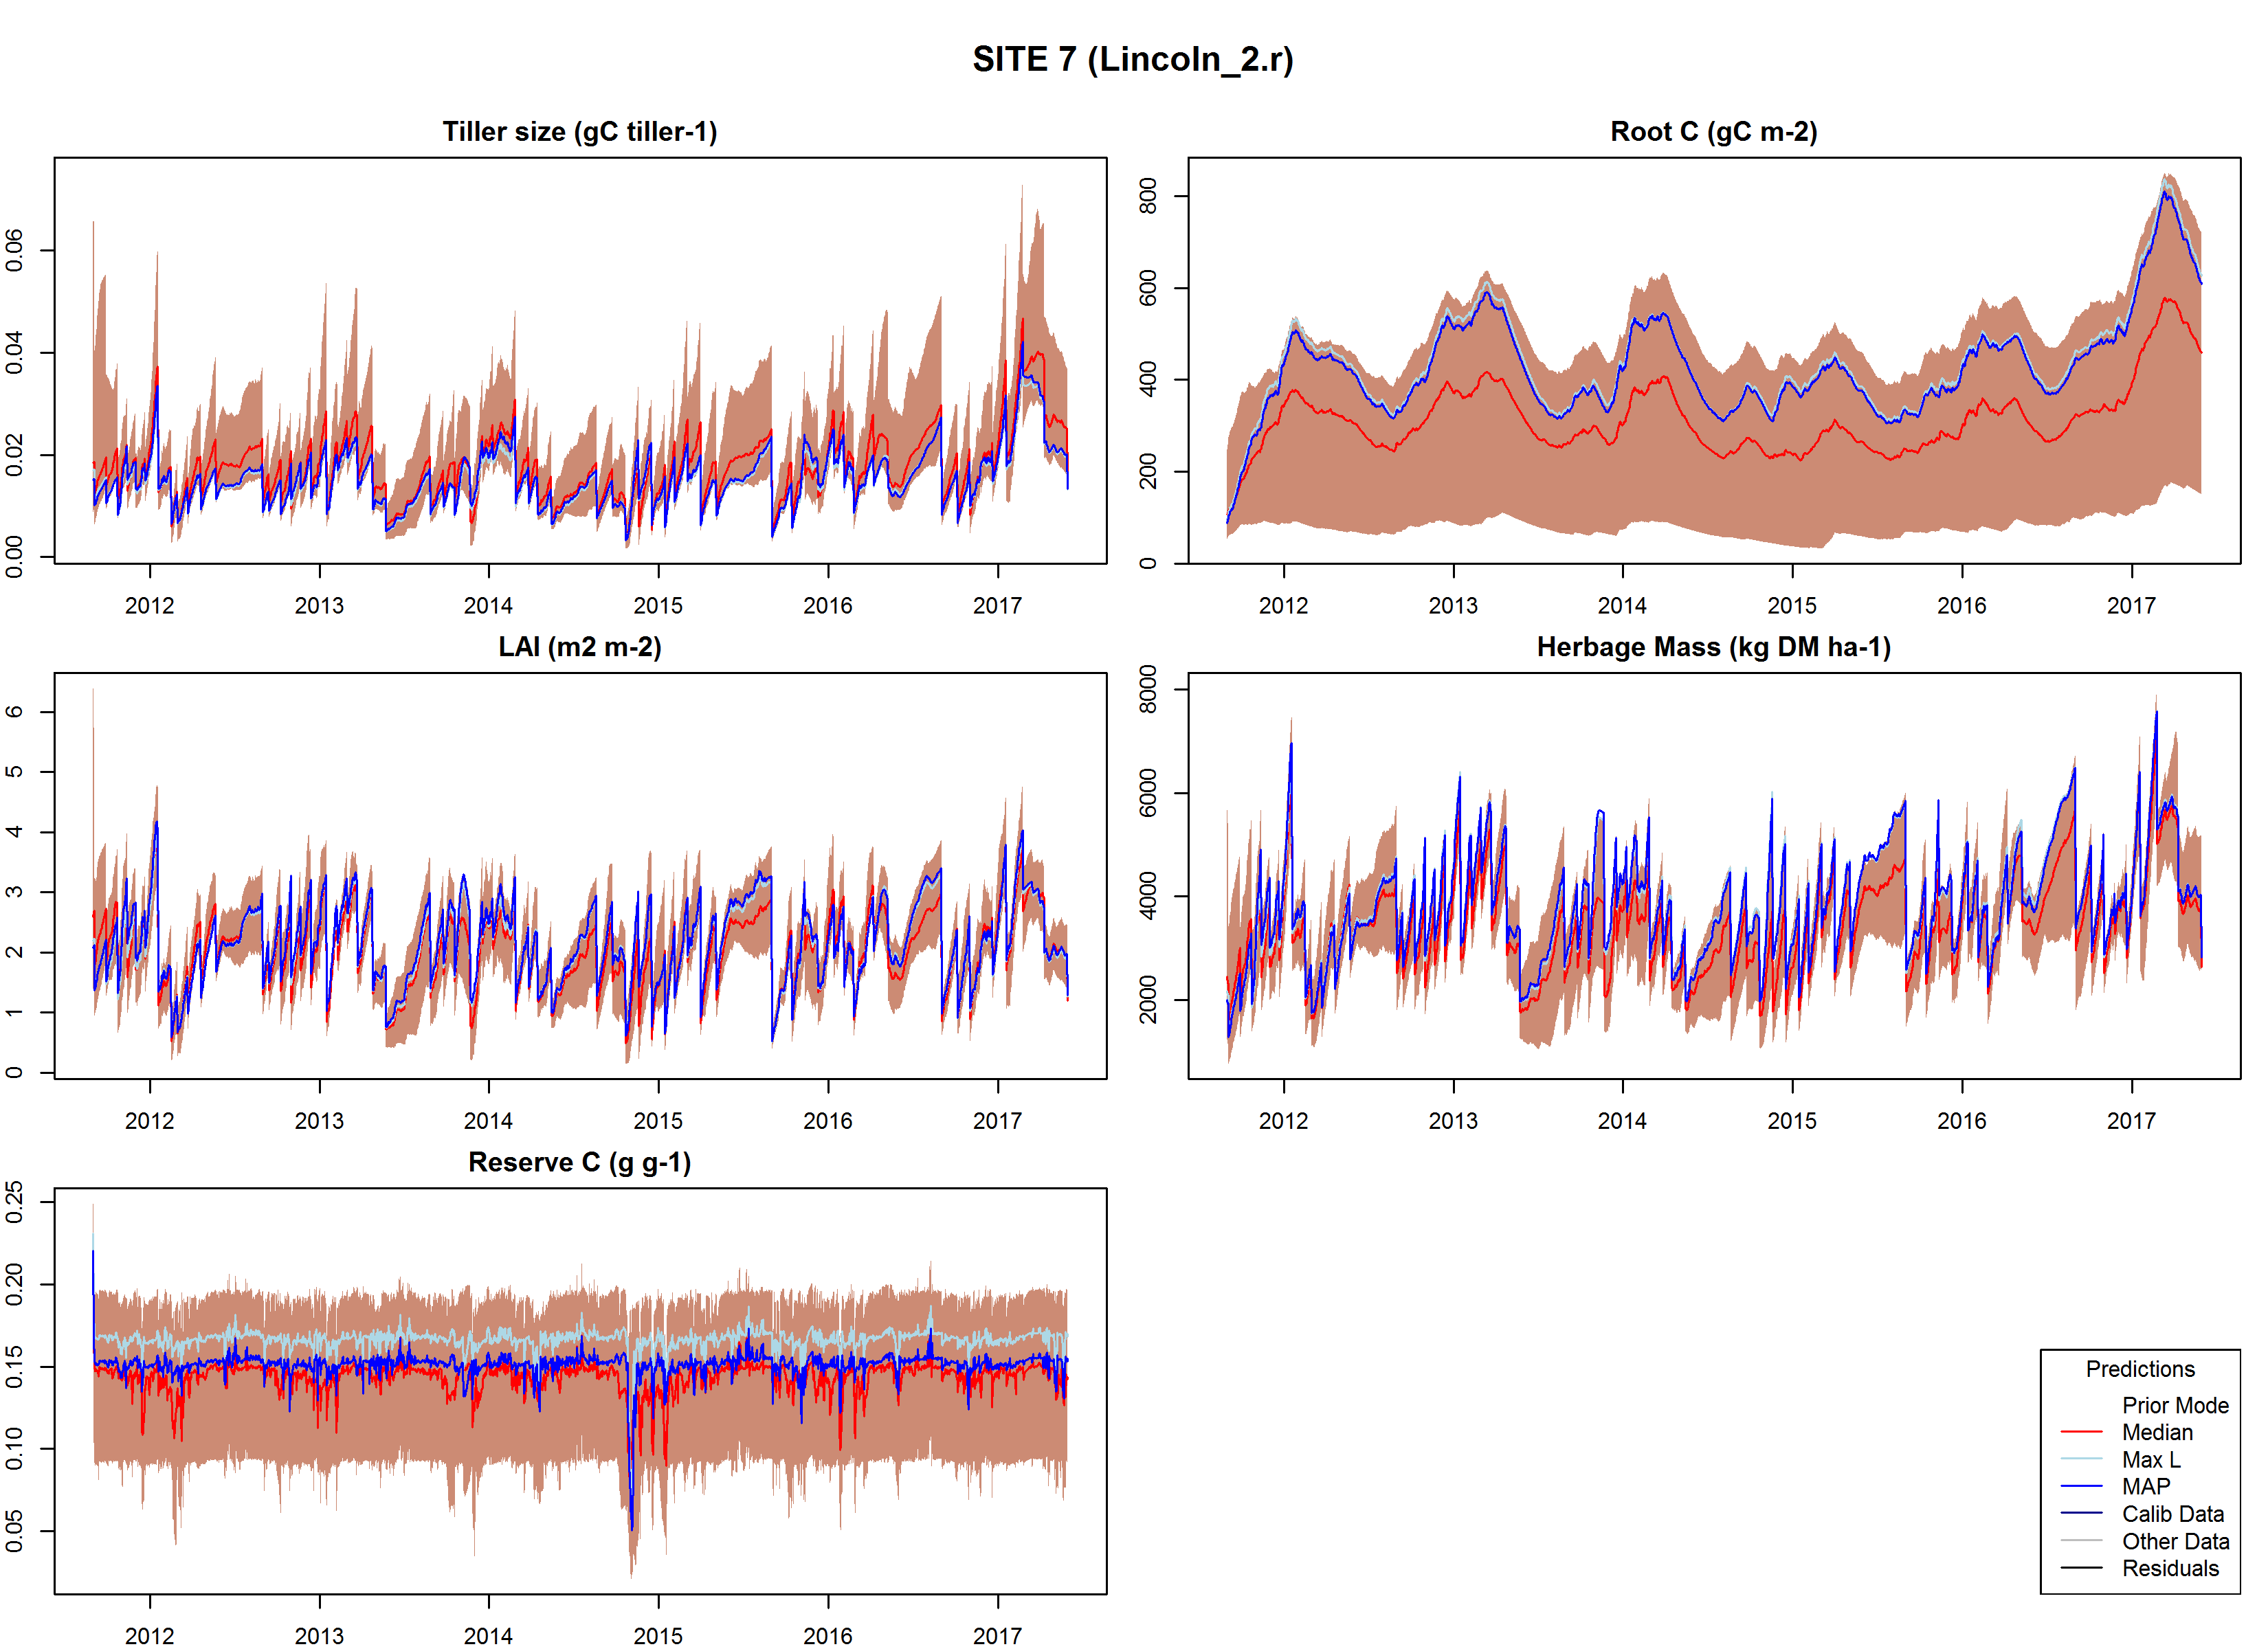 SITE 7 (Lincoln_2.r)
Tiller size (gC tiller-1)
0.06
0.04
0.02
0.00
2012 2013 2014 2015 2016 2017
Root C (gC m-2)
800
600
400
200
0
2012 2013 2014 2015 2016 2017
LAI (m2 m-2)
6
5
4
3
2
1
0
2012 2013 2014 2015 2016 2017
Herbage Mass (kg DM ha-1)
8000
6000
4000
2000
2012 2013 2014 2015 2016 2017
Reserve C (g g-1)
0.25
0.20
0.15
0.10
0.05
2012 2013 2014 2015 2016 2017
Predictions
Prior Mode
Median
Max L
MAP
Calib Data
Other Data
Residuals